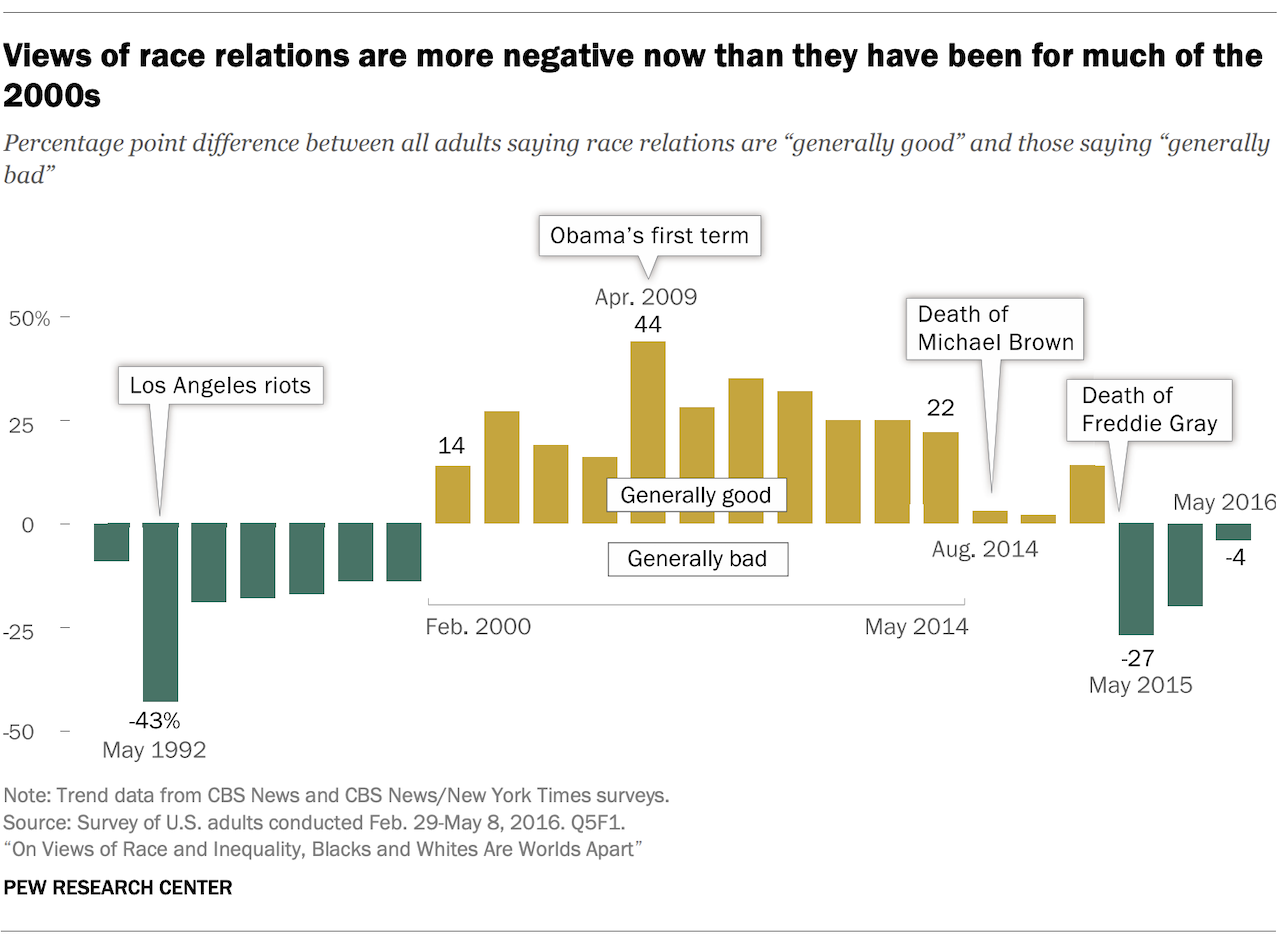 Views of race relations are more negative now than they have been for much of the
2000s
Percentage point difference between all adults saying race relations are “generally good” and those saying “generally
bad”
Obama’s first term
Apr. 2009
44
50%
Death of
Michael Brown
Los Angeles riots
Death of
Freddie Gray
22
25
14
Generally good
May 2016
0
Aug. 2014
Generally bad
-4
Feb. 2000
May 2014
-25
-27
May 2015
-43%
-50
May 1992
Note: Trend data from CBS News and CBS News/New York Times surveys.
Source: Survey of U.S. adults conducted Feb. 29-May 8, 2016. Q5F1.
“On Views of Race and Inequality, Blacks and Whites Are Worlds Apart”
PEW RESEARCH CENTER